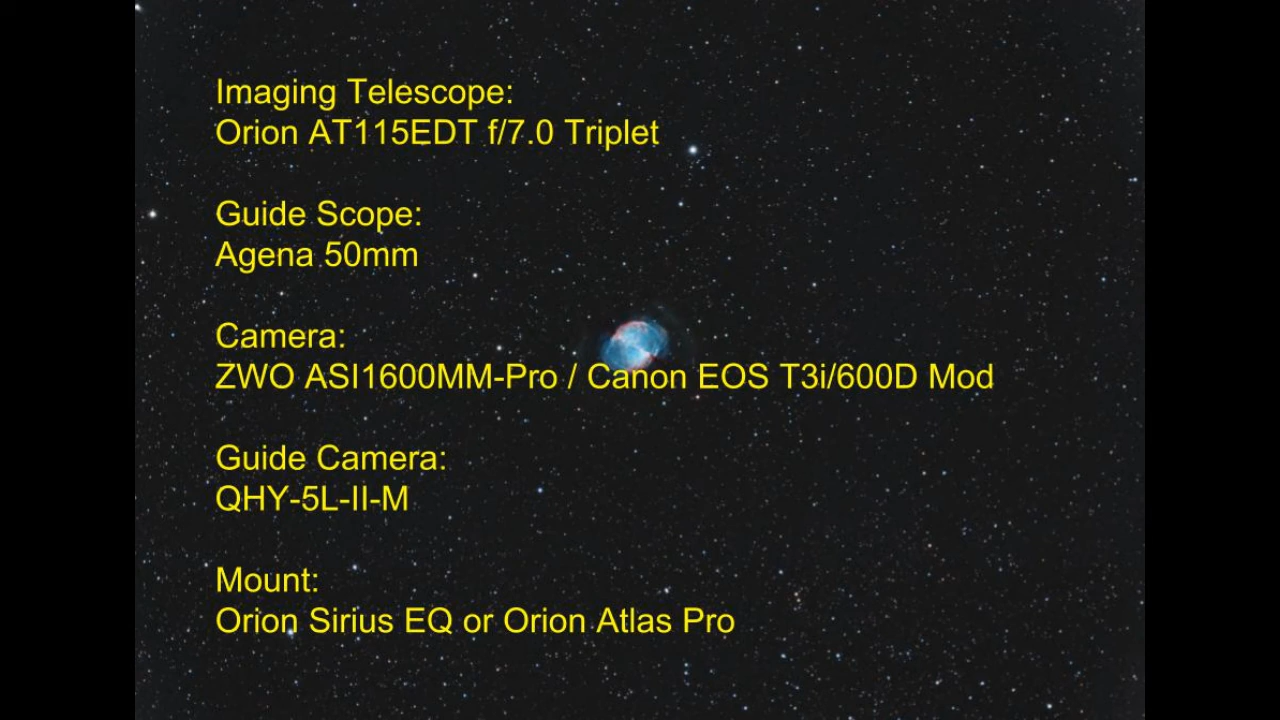 Imaging Telescope:
Orion AT115EDT f/7.0 Triplet
Guide Scope:
Agena 50mm
Camera:
ZWO ASI1600MM-Pro / Canon EOS T3i/600D Mod
Guide Camera:
QHY-5L-II-M
Mount:
Orion Sirius EQ or Orion Atlas Pro